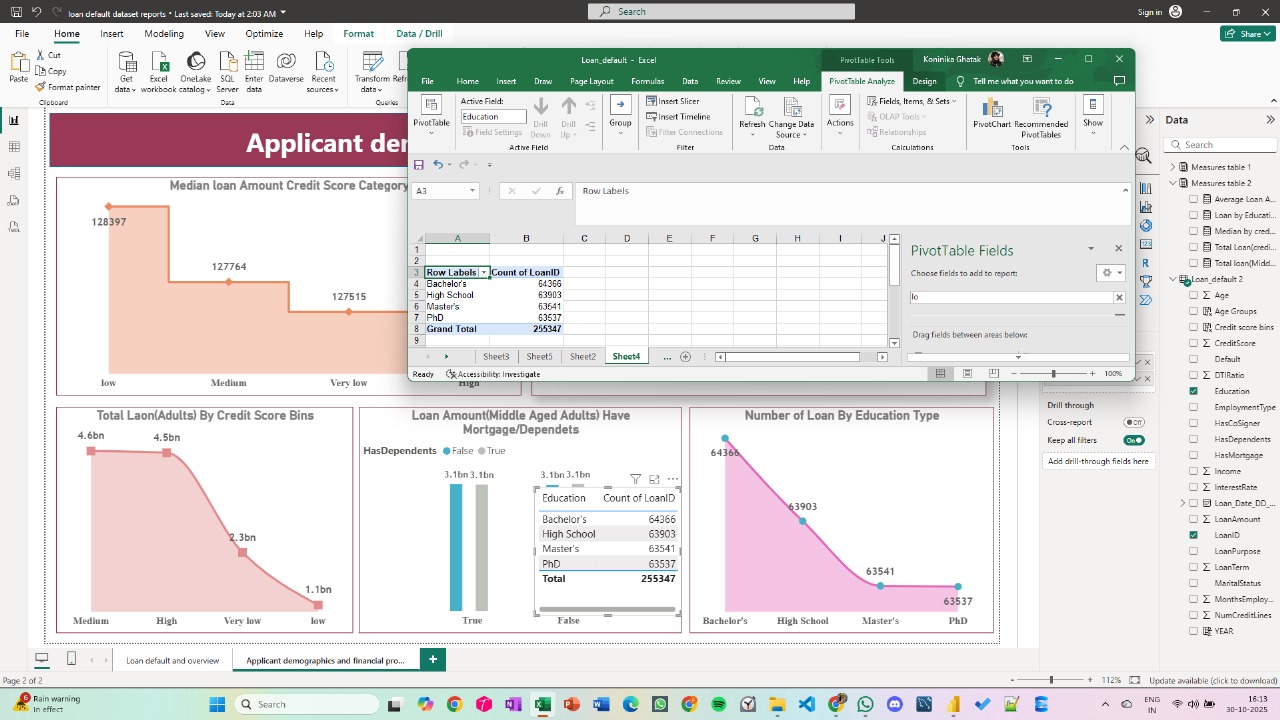 loan default dataset reports • Last saved: Today at 2:03 AM
Search
Sign in
File Home Insert Modeling View Optimize Help Format Data / Drill
Share
Paste
Cut
Copy
Format painter
Clipboard
Get data
Excel workbook
OneLake catalog
SQL Server
Enter data
Dataverse
Recent sources
Data
Transform data
Refresh
Queries
Loan_default - Excel
PivotTable Tools
Koninika Ghatak
File Home Insert Draw Page Layout Formulas Data Review View Help PivotTable Analyze Design Tell me what you want to do
PivotTable
Active Field:
Education
Field Settings
Drill Down
Drill Up
Active Field
Group
Insert Slicer
Insert Timeline
Filter Connections
Filter
Refresh
Change Data Source
Data
Actions
Fields, Items, & Sets
OLAP Tools
Relationships
Calculations
PivotChart
Recommended PivotTables
Tools
Show
A3
fx
Row Labels
A B C D E F G H I J
1
2
3 Row Labels Count of LoanID
4 Bachelor's 64366
5 High School 63903
6 Master's 63541
7 PhD 63537
8 Grand Total 255347
9
PivotTable Fields
Choose fields to add to report:
lo
Drag fields between areas below:
Sheet3 Sheet5 Sheet2 Sheet4 ...
Ready Accessibility: Investigate
100%
Applicant der
Median loan Amount Credit Score Category
128397
127764
127515
low Medium Very low High
Total Laon(Adults) By Credit Score Bins
4.6bn
4.5bn
2.3bn
1.1bn
Medium High Very low low
Loan Amount(Middle Aged Adults) Have
Mortgage/Dependets
HasDependents False True
3.1bn 3.1bn
3.1bn 3.1bn
Education Count of LoanID
Bachelor's 64366
High School 63903
Master's 63541
PhD 63537
Total 255347
True False
Number of Loan By Education Type
64366
63903
63541
63537
Bachelor's High School Master's PhD
Drill through
Cross-report
Off
Keep all filters
On
Add drill-through fields here
Data
Search
Measures table 1
Measures table 2
Average Loan A...
Loan by Educati...
Median by cred...
Total Loan(credi...
Total loan(Midd...
Loan_default 2
Age
Age Groups
Credit score bins
CreditScore
Default
DTIRatio
Education
EmploymentType
HasCoSigner
HasDependents
HasMortgage
Income
InterestRate
Loan_Date_DD_...
LoanAmount
LoanID
LoanPurpose
LoanTerm
MaritalStatus
MonthsEmploy...
NumCreditLines
YEAR
Loan default and overview
Applicant demographics and financial pro...
Page 2 of 2
112%
Update available (click to download)
Rain warning
In effect
Search
ENG
IN
16:13
30-10-2025